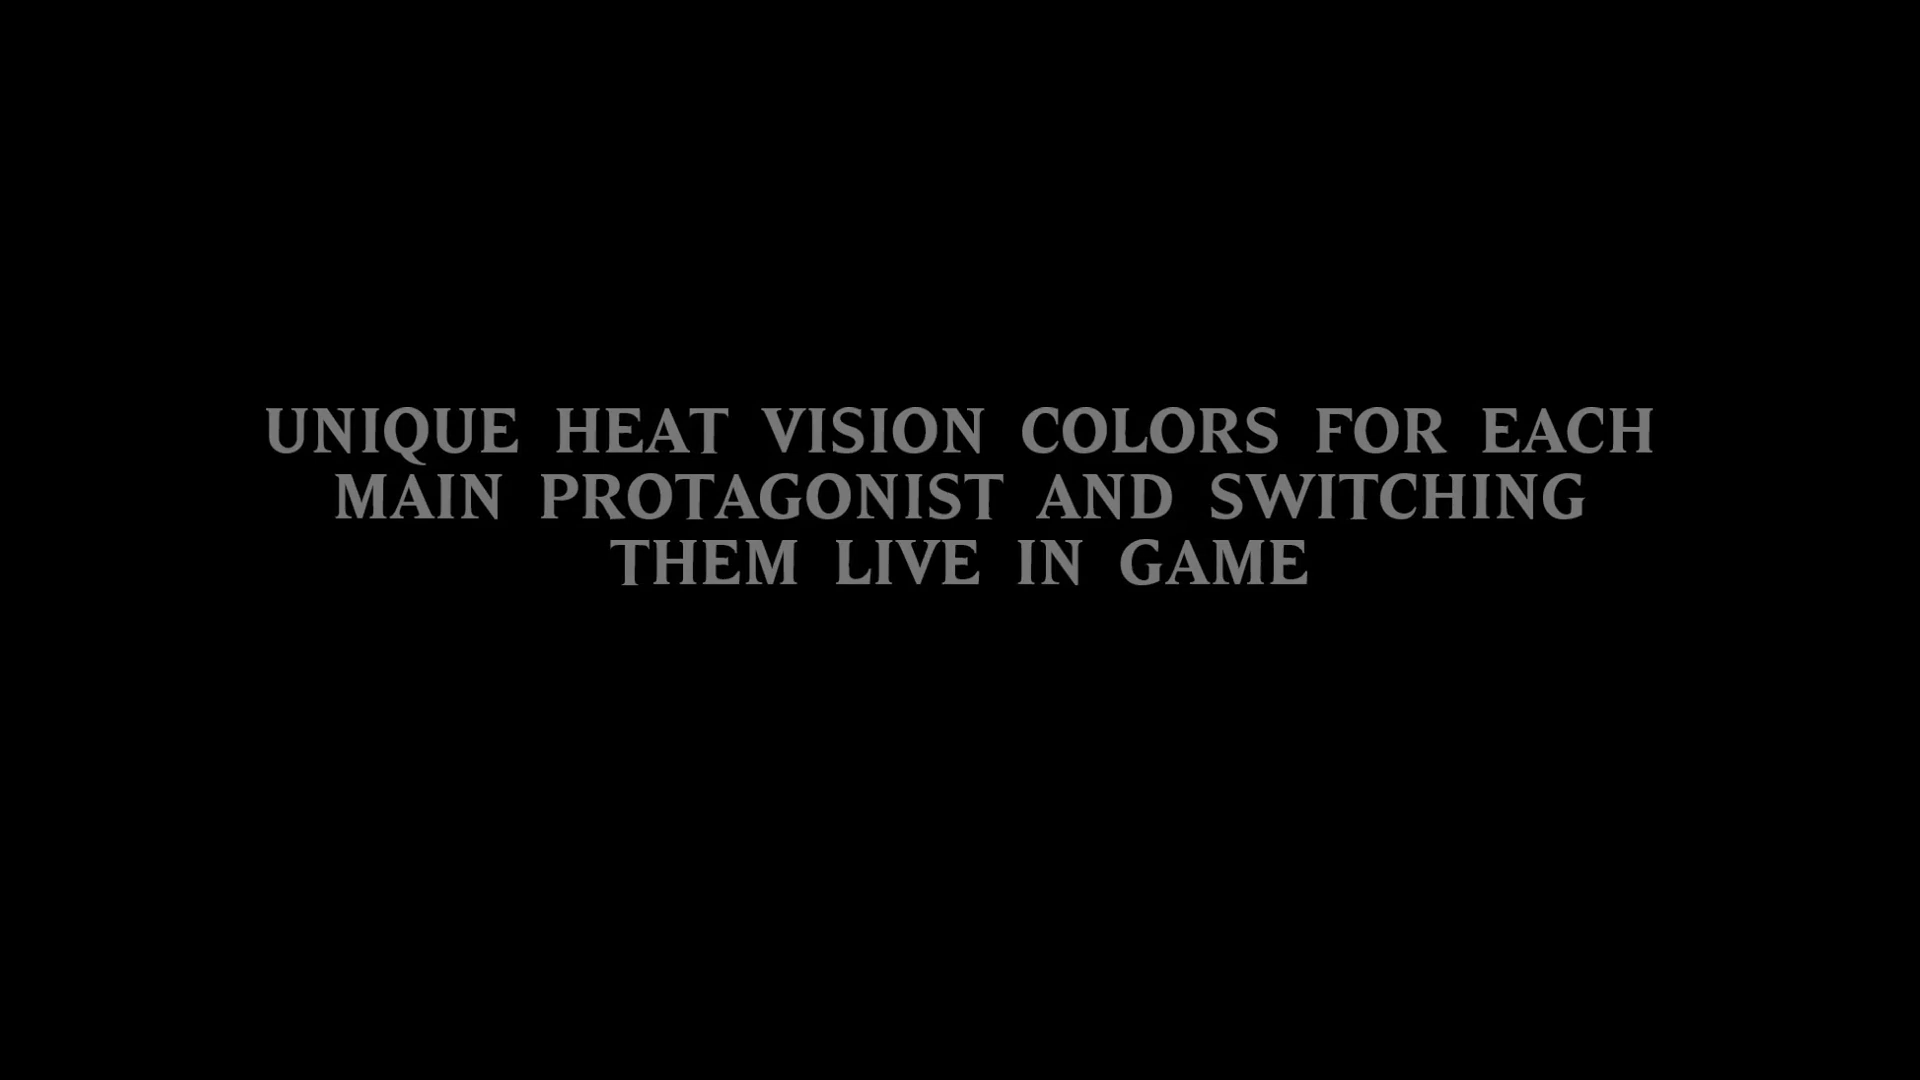 UNIQUE HEAT VISION COLORS FOR EACH
MAIN PROTAGONIST AND SWITCHING
THEM LIVE IN GAME